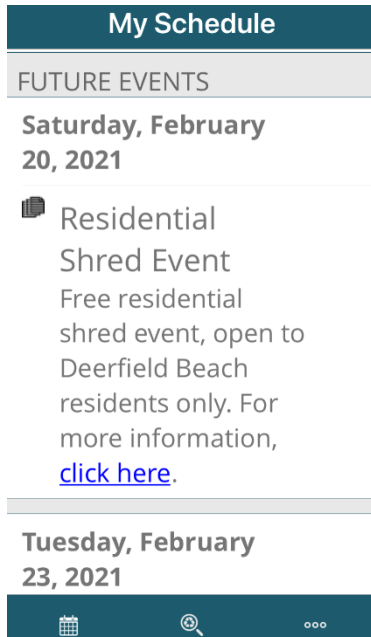 My Schedule
FUTURE EVENTS
Saturday, February
20, 2021
Residential
Shred Event
Free residential
shred event, open to
Deerfield Beach
residents only. For
more information,
click here.
Tuesday, February
23, 2021